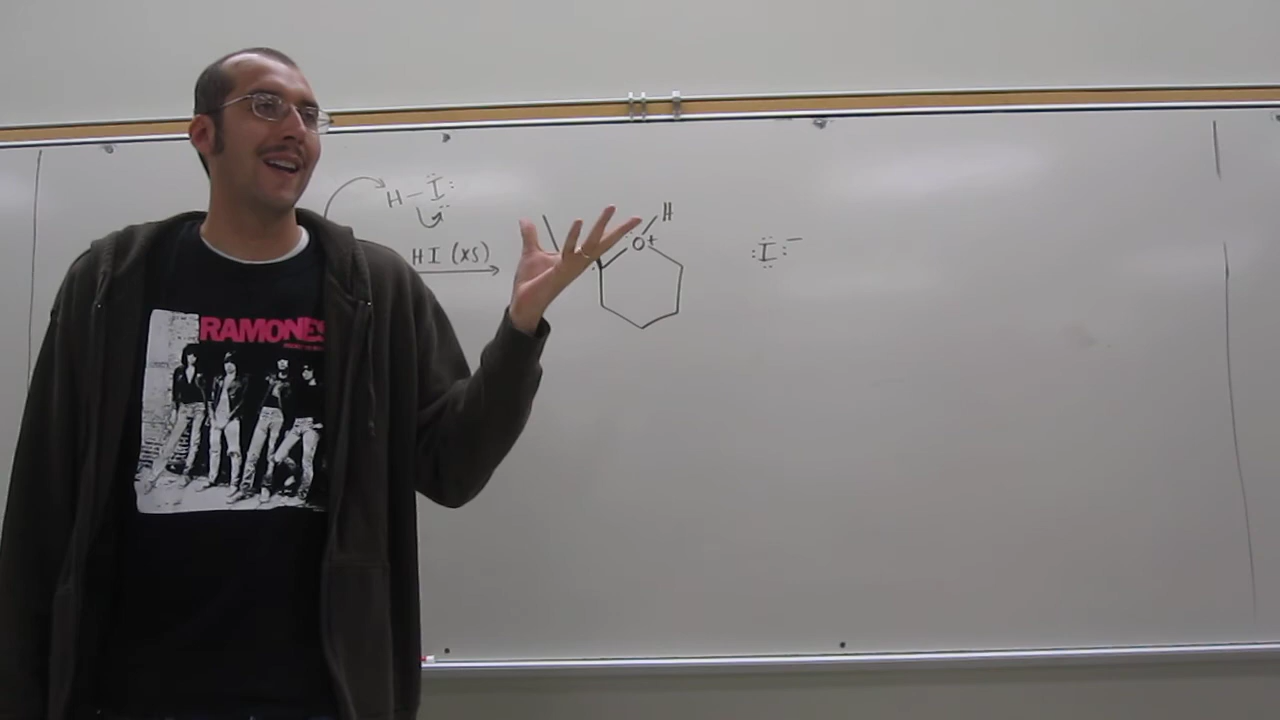 H – I
HI (xs)
H
O+
I –
RAMONES